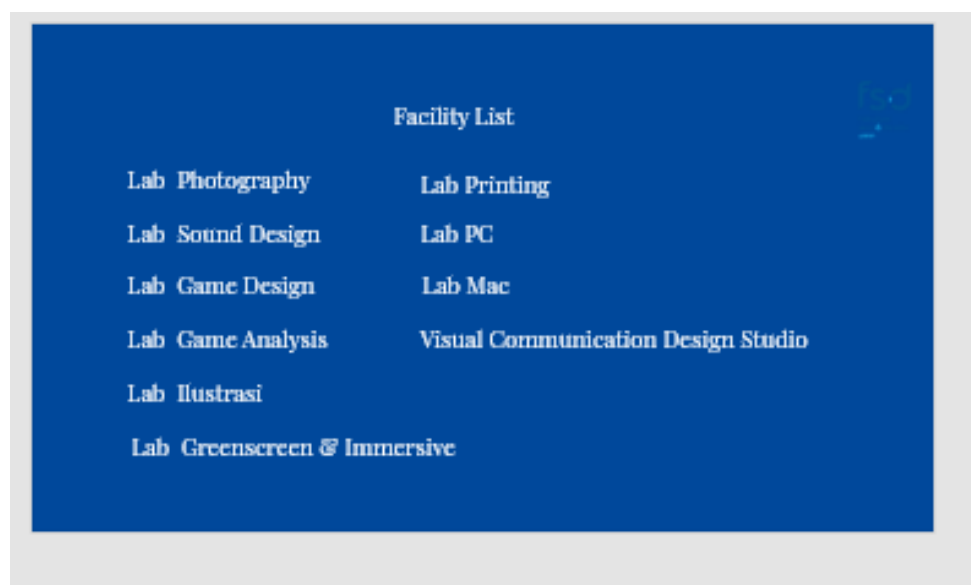 Facility List
Lab Photography
Lab Sound Design
Lab Game Design
Lab Game Analysis
Lab Ilustrasi
Lab Greenscreen & Immersive
Lab Printing
Lab PC
Lab Mac
Visual Communication Design Studio
fsd